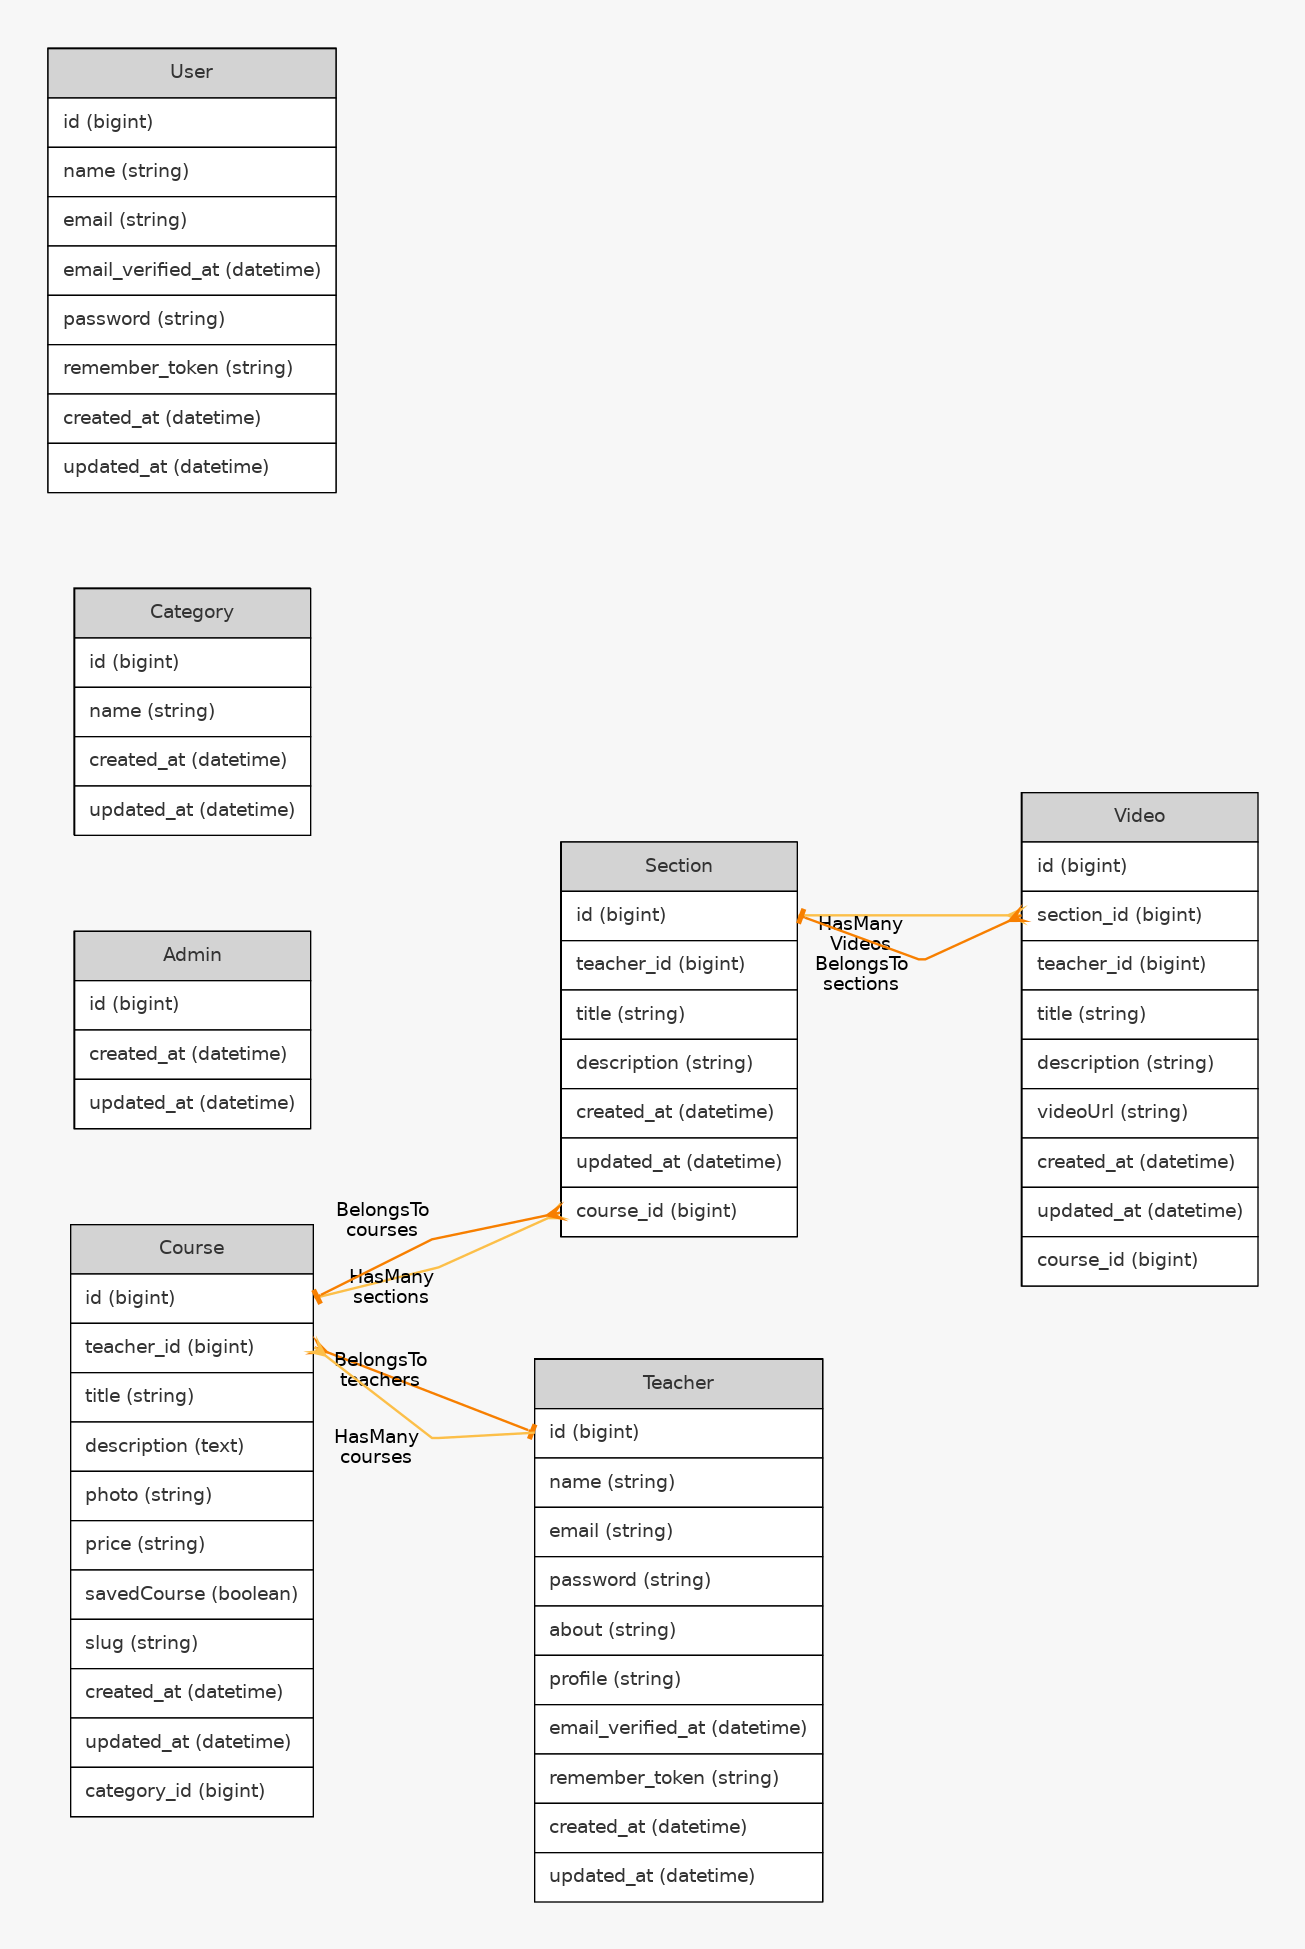 User
id (bigint)
name (string)
email (string)
email_verified_at (datetime)
password (string)
remember_token (string)
created_at (datetime)
updated_at (datetime)
Category
id (bigint)
name (string)
created_at (datetime)
updated_at (datetime)
Admin
id (bigint)
created_at (datetime)
updated_at (datetime)
Course
id (bigint)
teacher_id (bigint)
title (string)
description (text)
photo (string)
price (string)
savedCourse (boolean)
slug (string)
created_at (datetime)
updated_at (datetime)
category_id (bigint)
BelongsTo
courses
HasMany
sections
BelongsTo
teachers
HasMany
courses
Section
id (bigint)
teacher_id (bigint)
title (string)
description (string)
created_at (datetime)
updated_at (datetime)
course_id (bigint)
Teacher
id (bigint)
name (string)
email (string)
password (string)
about (string)
profile (string)
email_verified_at (datetime)
remember_token (string)
created_at (datetime)
updated_at (datetime)
HasMany
Videos
BelongsTo
sections
Video
id (bigint)
section_id (bigint)
teacher_id (bigint)
title (string)
description (string)
videoUrl (string)
created_at (datetime)
updated_at (datetime)
course_id (bigint)